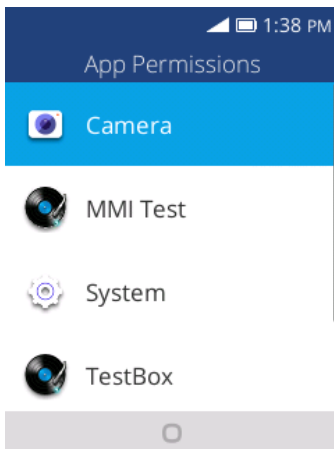 1:38 PM
App Permissions
Camera
MMI Test
System
TestBox